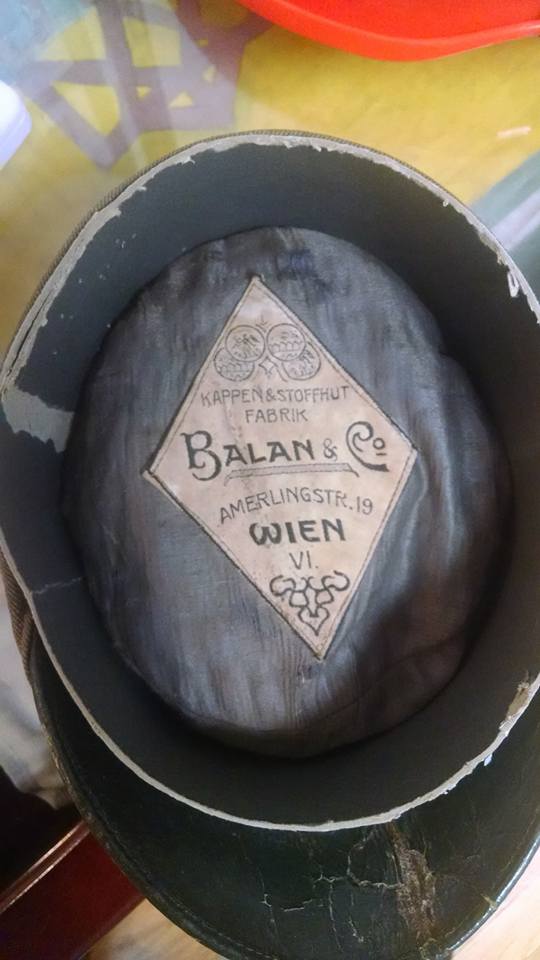 KAPPEN & STOFFHUT
FABRIK
BALAN & Co
AMERLINGSTR. 19
WIEN
VI.